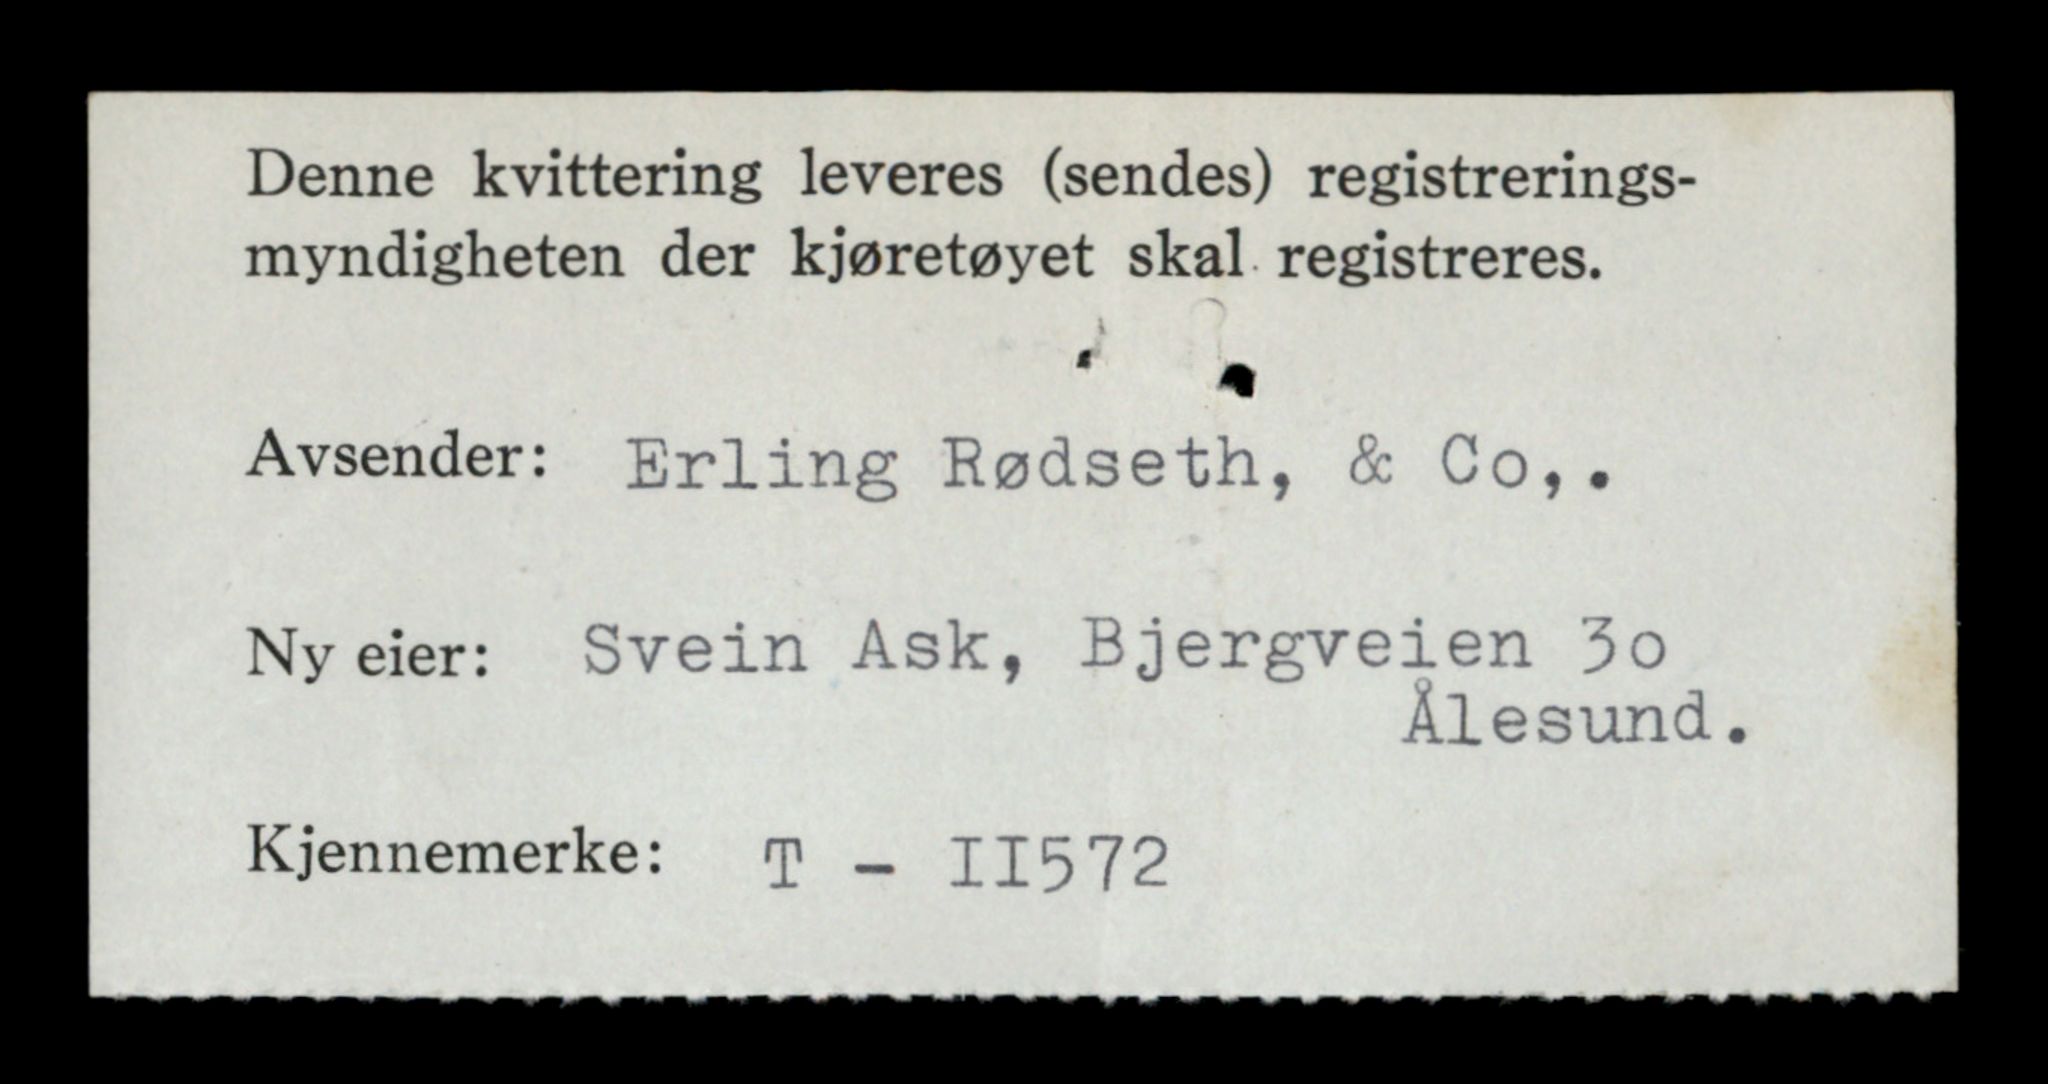 Denne kvittering leveres (sendes) registrerings-
myndigheten der kjøretøyet skal registreres.
Avsender: Erling Rødseth, & Co,.
Ny eier: Svein Ask, Bjergveien 3o
Ålesund.
Kjennemerke: T - II572